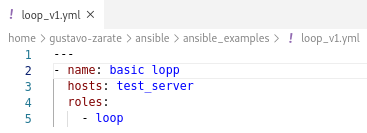 ! loop_v1.yml ×
home > gustavo-zarate > ansible > ansible_examples > ! loop_v1.yml
1 ---
2 - name: basic lopp
3 hosts: test_server
4 roles:
5 - loop